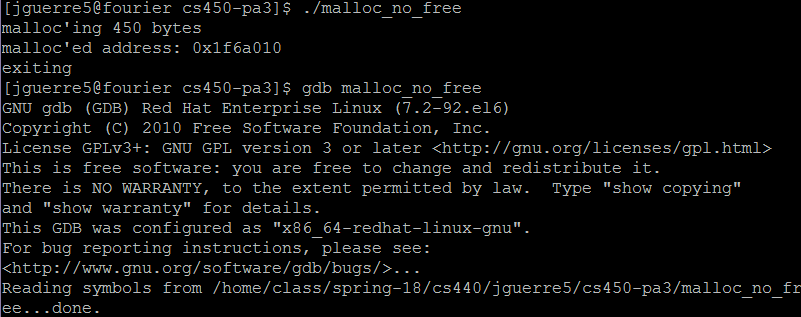 [jguerre5@fourier cs450-pa3]$ ./malloc_no_free
malloc'ing 450 bytes
malloc'ed address: 0x1f6a010
exiting
[jguerre5@fourier cs450-pa3]$ gdb malloc_no_free
GNU gdb (GDB) Red Hat Enterprise Linux (7.2-92.el6)
Copyright (C) 2010 Free Software Foundation, Inc.
License GPLv3+: GNU GPL version 3 or later <http://gnu.org/licenses/gpl.html>
This is free software: you are free to change and redistribute it.
There is NO WARRANTY, to the extent permitted by law.  Type "show copying"
and "show warranty" for details.
This GDB was configured as "x86_64-redhat-linux-gnu".
For bug reporting instructions, please see:
<http://www.gnu.org/software/gdb/bugs/>...
Reading symbols from /home/class/spring-18/cs440/jguerre5/cs450-pa3/malloc_no_fr
ee...done.